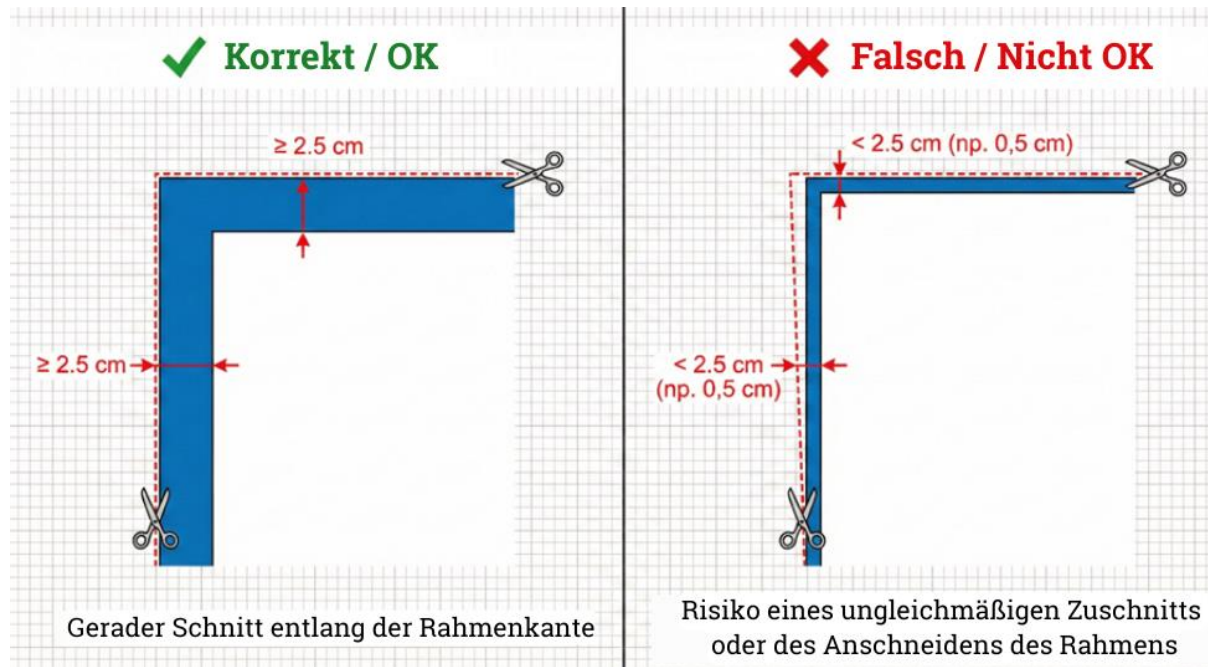 Korrekt / OK
≥ 2.5 cm
≥ 2.5 cm
Gerader Schnitt entlang der Rahmenkante
Falsch / Nicht OK
< 2.5 cm (np. 0,5 cm)
< 2.5 cm
(np. 0,5 cm)
Risiko eines ungleichmäßigen Zuschnitts
oder des Anschneidens des Rahmens